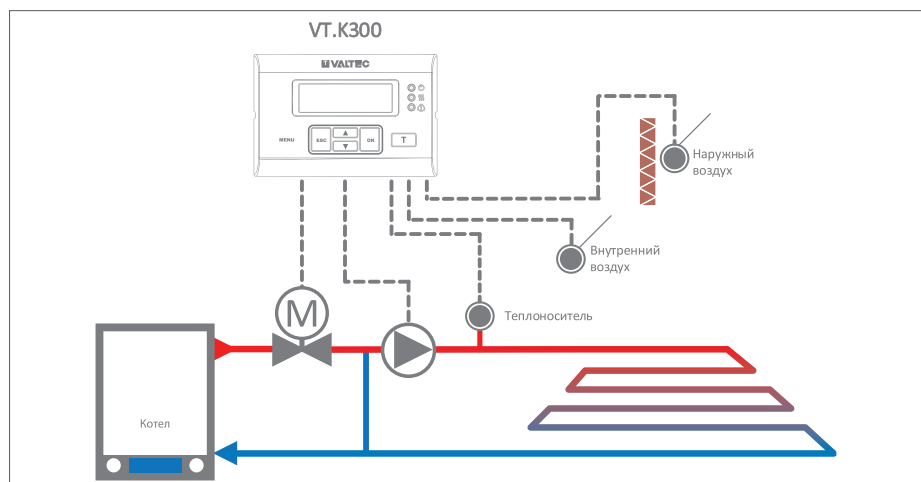 VT.K300
VALTEC
MENU
ESC
OK
T
Наружный
воздух
Внутренний
воздух
M
Теплоноситель
Котел